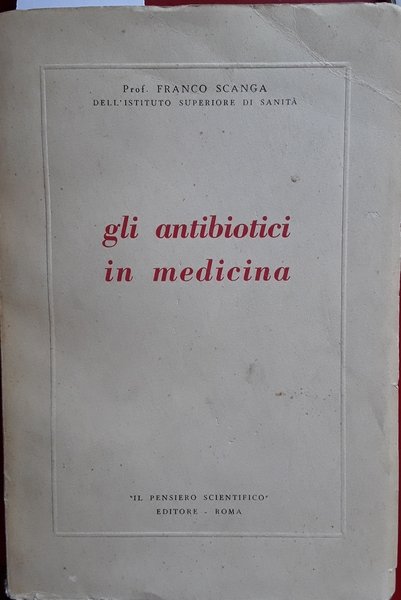 Prof. FRANCO SCANGA
DELL'ISTITUTO SUPERIORE DI SANITÀ
gli antibiotici
in medicina
"IL PENSIERO SCIENTIFICO"
EDITORE - ROMA